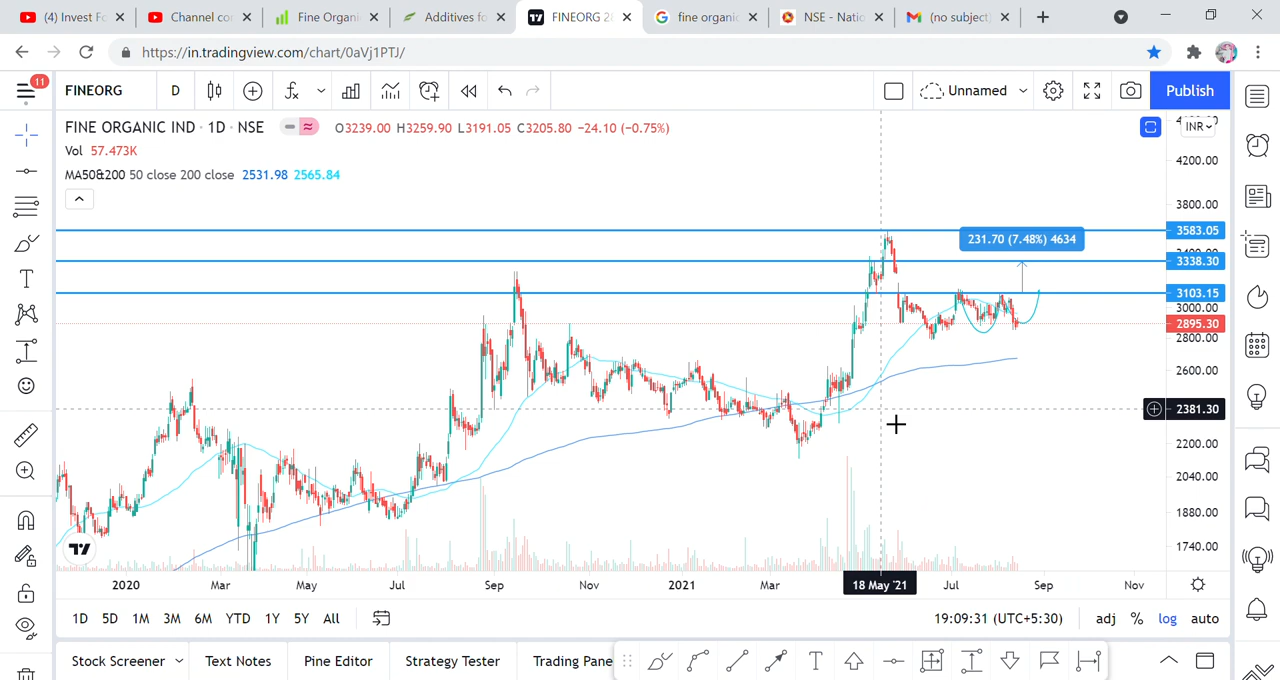 (4) Invest Fo
Channel co
Fine Organi
Additives fo
FINEORG 2
fine organic
NSE - Natio
(no subject)
https://in.tradingview.com/chart/0aVj1PTJ/
11
FINEORG
D
Unnamed
Publish
FINE ORGANIC IND · 1D · NSE
O3239.00 H3259.90 L3191.05 C3205.80 −24.10 (−0.75%)
INR
Vol 57.473K
4200.00
MA50&200 50 close 200 close 2531.98 2565.84
3800.00
3583.05
231.70 (7.48%) 4634
3338.30
3103.15
3000.00
2895.30
2800.00
2600.00
2381.30
2200.00
2040.00
1880.00
1740.00
2020 Mar May Jul Sep Nov 2021 Mar 18 May '21 Jul Sep Nov
1D 5D 1M 3M 6M YTD 1Y 5Y All
19:09:31 (UTC+5:30) adj % log auto
Stock Screener Text Notes Pine Editor Strategy Tester Trading Pane